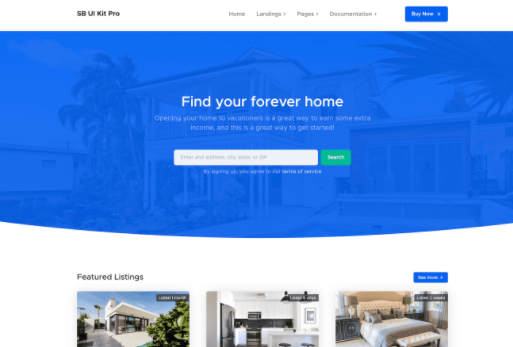 SB UI Kit Pro
Home Landings Pages Documentation Buy Now →
Find your forever home
Opening your home to vacationers is a great way to earn some extra
income, and this is a great way to get started!
Enter and address, city, state, or ZIP Search
By signing up, you agree to our terms of service
Featured Listings
See more →
Listed 1 month
Listed
Listed 2 weeks